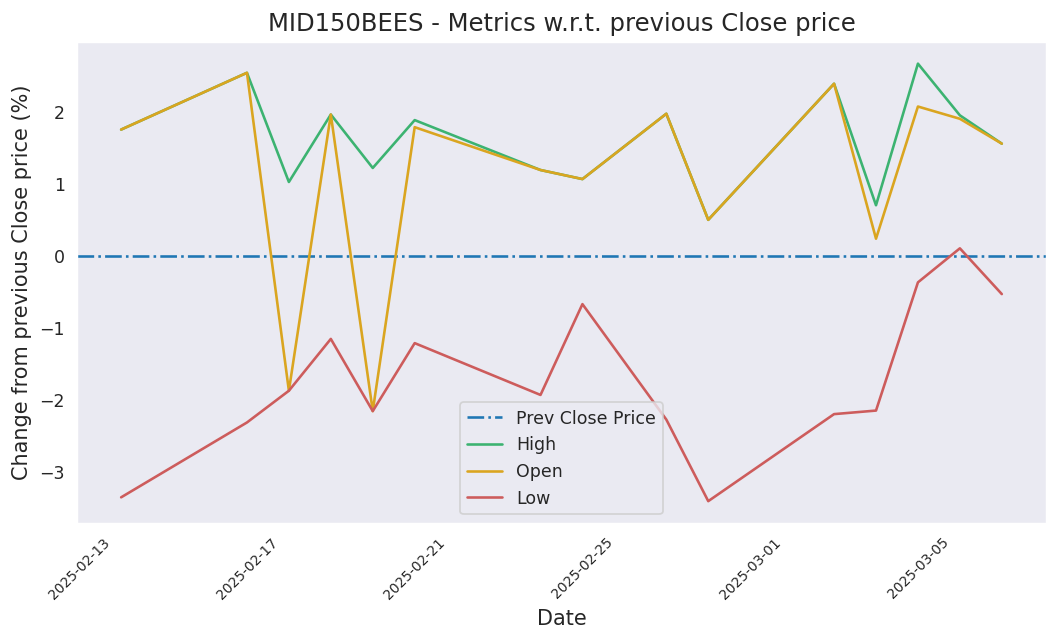 MID150BEES - Metrics w.r.t. previous Close price
Change from previous Close price (%)
2
1
0
−1
−2
−3
Prev Close Price
High
Open
Low
2025-02-13
2025-02-17
2025-02-21
2025-02-25
2025-03-01
2025-03-05
Date